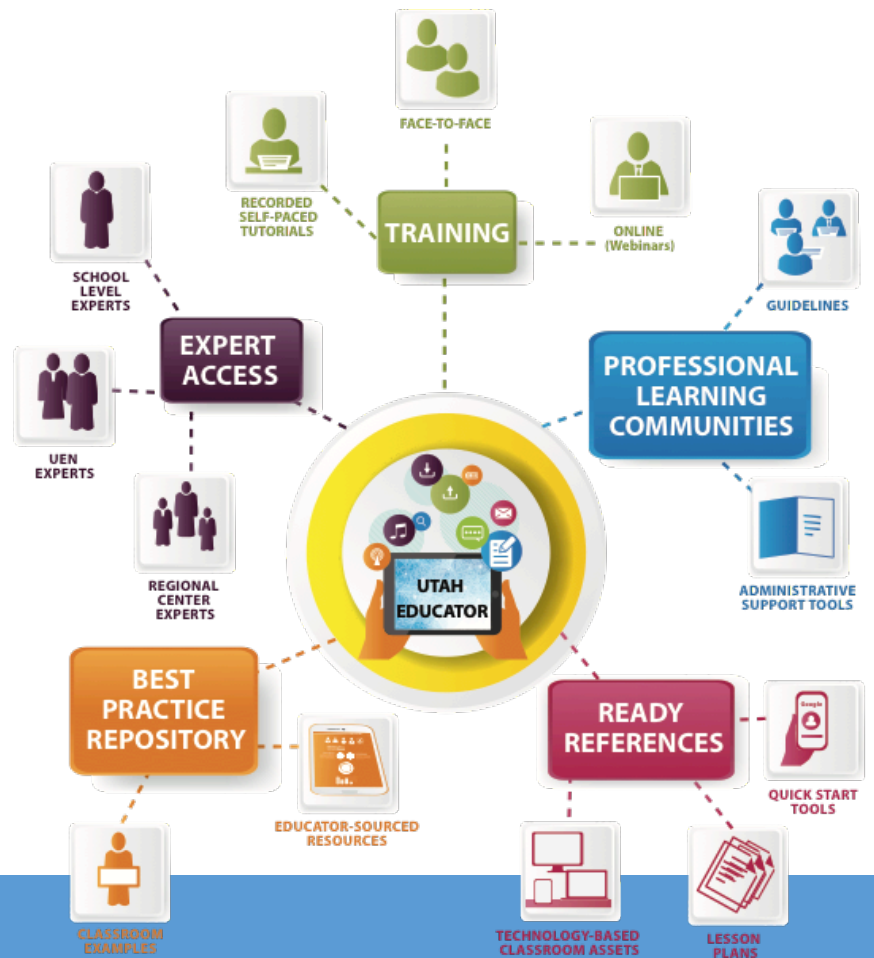 FACE-TO-FACE
RECORDED
SELF-PACED
TUTORIALS
TRAINING
ONLINE
(Webinars)
SCHOOL
LEVEL
EXPERTS
GUIDELINES
EXPERT
ACCESS
PROFESSIONAL
LEARNING
COMMUNITIES
UEN
EXPERTS
REGIONAL
CENTER
EXPERTS
UTAH
EDUCATOR
ADMINISTRATIVE
SUPPORT TOOLS
BEST
PRACTICE
REPOSITORY
READY
REFERENCES
Google
QUICK START
TOOLS
EDUCATOR-SOURCED
RESOURCES
CLASSROOM
EXAMPLES
TECHNOLOGY-BASED
CLASSROOM ASSETS
LESSON
PLANS